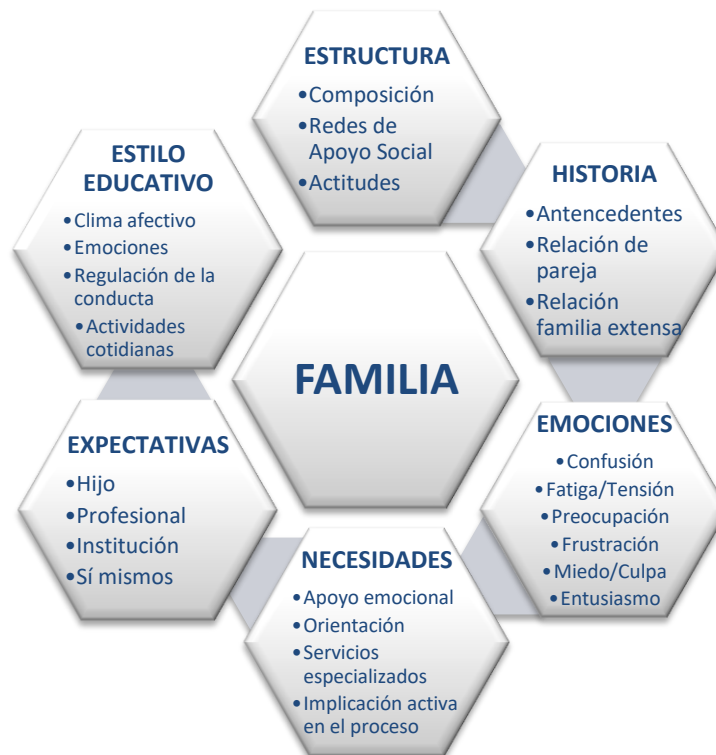 ESTRUCTURA
•Composición
•Redes de
Apoyo Social
•Actitudes
HISTORIA
•Antencedentes
•Relación de
pareja
•Relación
familia extensa
EMOCIONES
•Confusión
•Fatiga/Tensión
•Preocupación
•Frustración
•Miedo/Culpa
•Entusiasmo
NECESIDADES
•Apoyo emocional
•Orientación
•Servicios
especializados
•Implicación activa
en el proceso
EXPECTATIVAS
•Hijo
•Profesional
•Institución
•Sí mismos
ESTILO
EDUCATIVO
•Clima afectivo
•Emociones
•Regulación de la
conducta
•Actividades
cotidianas
FAMILIA